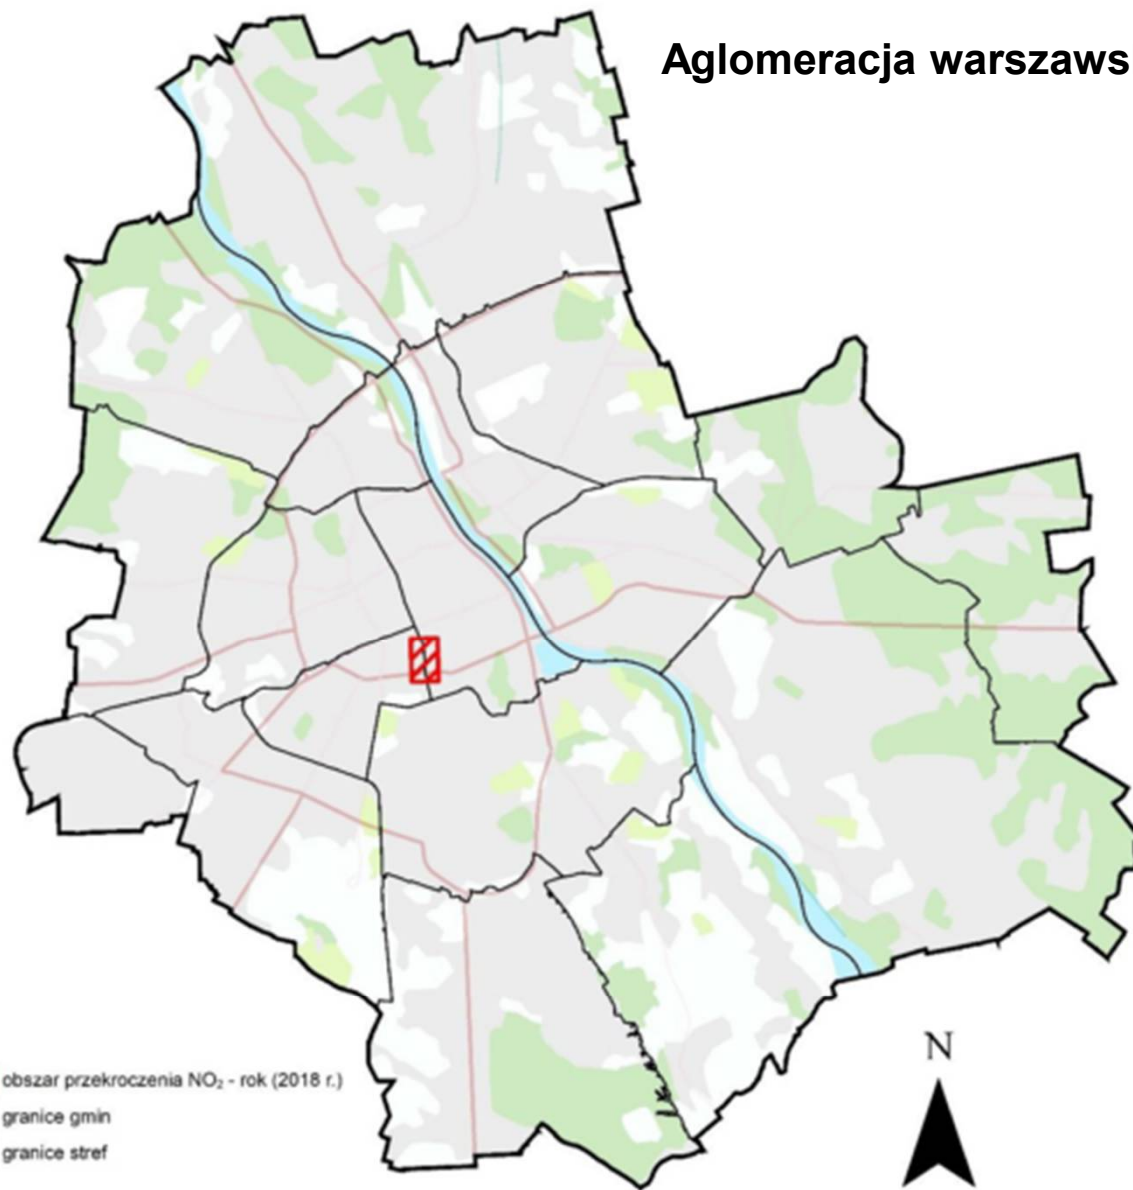 Aglomeracja warszaws
obszar przekroczenia NO₂ - rok (2018 r.)
granice gmin
granice stref
N